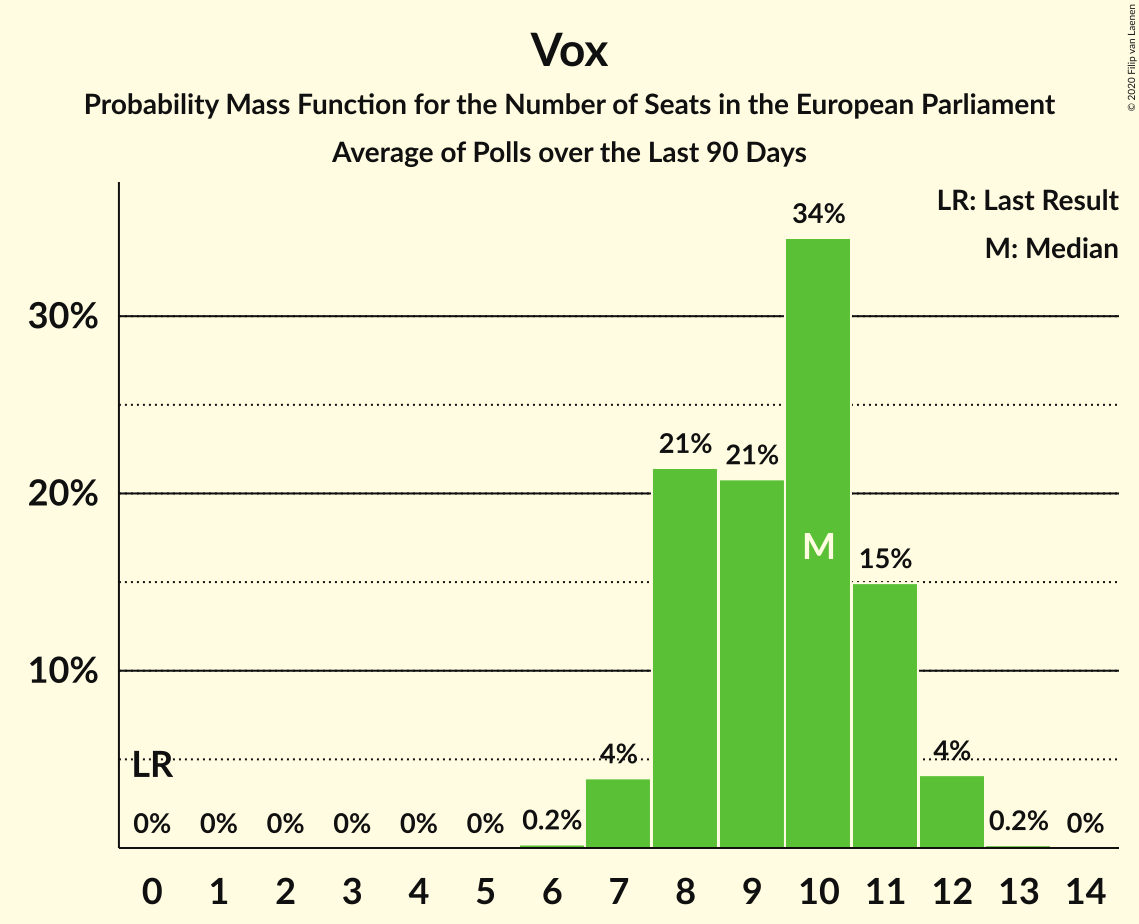 Vox
Probability Mass Function for the Number of Seats in the European Parliament
Average of Polls over the Last 90 Days
© 2020 Filip van Laenen
LR: Last Result
M: Median
30%
20%
10%
LR
0%
0%
0%
0%
0%
0%
0.2%
4%
21%
21%
34%
M
15%
4%
0.2%
0%
0 1 2 3 4 5 6 7 8 9 10 11 12 13 14